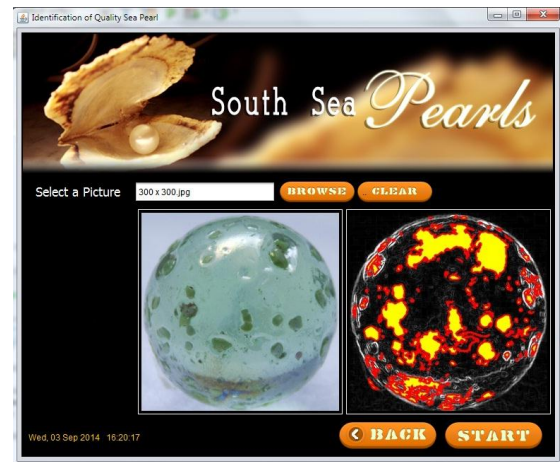 Identification of Quality Sea Pearl
South Sea Pearls
Select a Picture
300 x 300.jpg
BROWSE
CLEAR
Wed, 03 Sep 2014 16:20:17
BACK
START